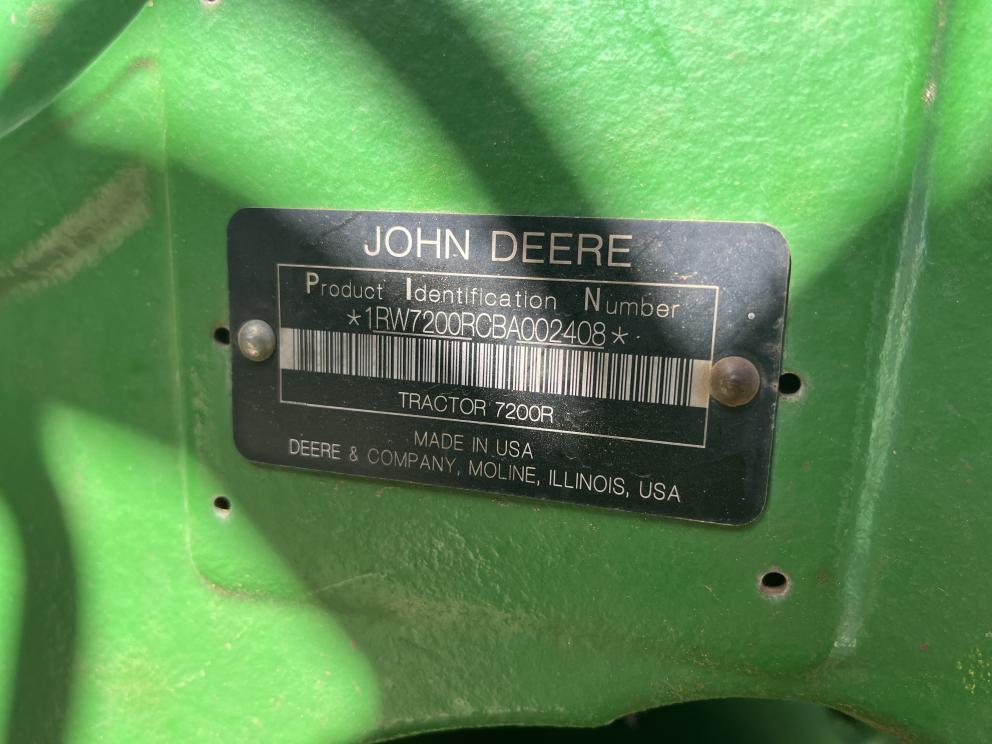 JOHN DEERE
Product Identification Number
*1RW7200RCBA002408*
TRACTOR 7200R
MADE IN USA
DEERE & COMPANY, MOLINE, ILLINOIS, USA